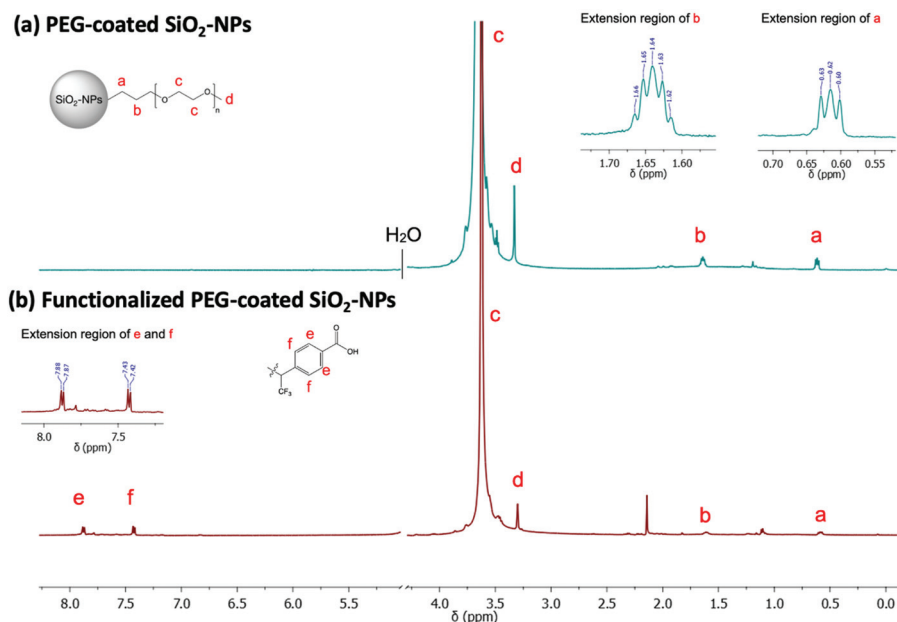 (a) PEG-coated SiO₂-NPs
SiO₂-NPs
a
b
c
c
n
d
c
d
H₂O
b
a
Extension region of b
1.66
1.65
1.64
1.63
1.62
1.70
1.65
1.60
δ (ppm)
Extension region of a
0.63
0.62
0.60
0.70
0.65
0.60
0.55
δ (ppm)
(b) Functionalized PEG-coated SiO₂-NPs
Extension region of e and f
7.88
7.87
7.43
7.42
8.0
7.5
δ (ppm)
O
OH
e
f
e
f
CF₃
c
e
f
d
b
a
8.0 7.5 7.0 6.5 6.0 5.5 5.0 4.0 3.5 3.0 2.5 2.0 1.5 1.0 0.5 0.0
δ (ppm)